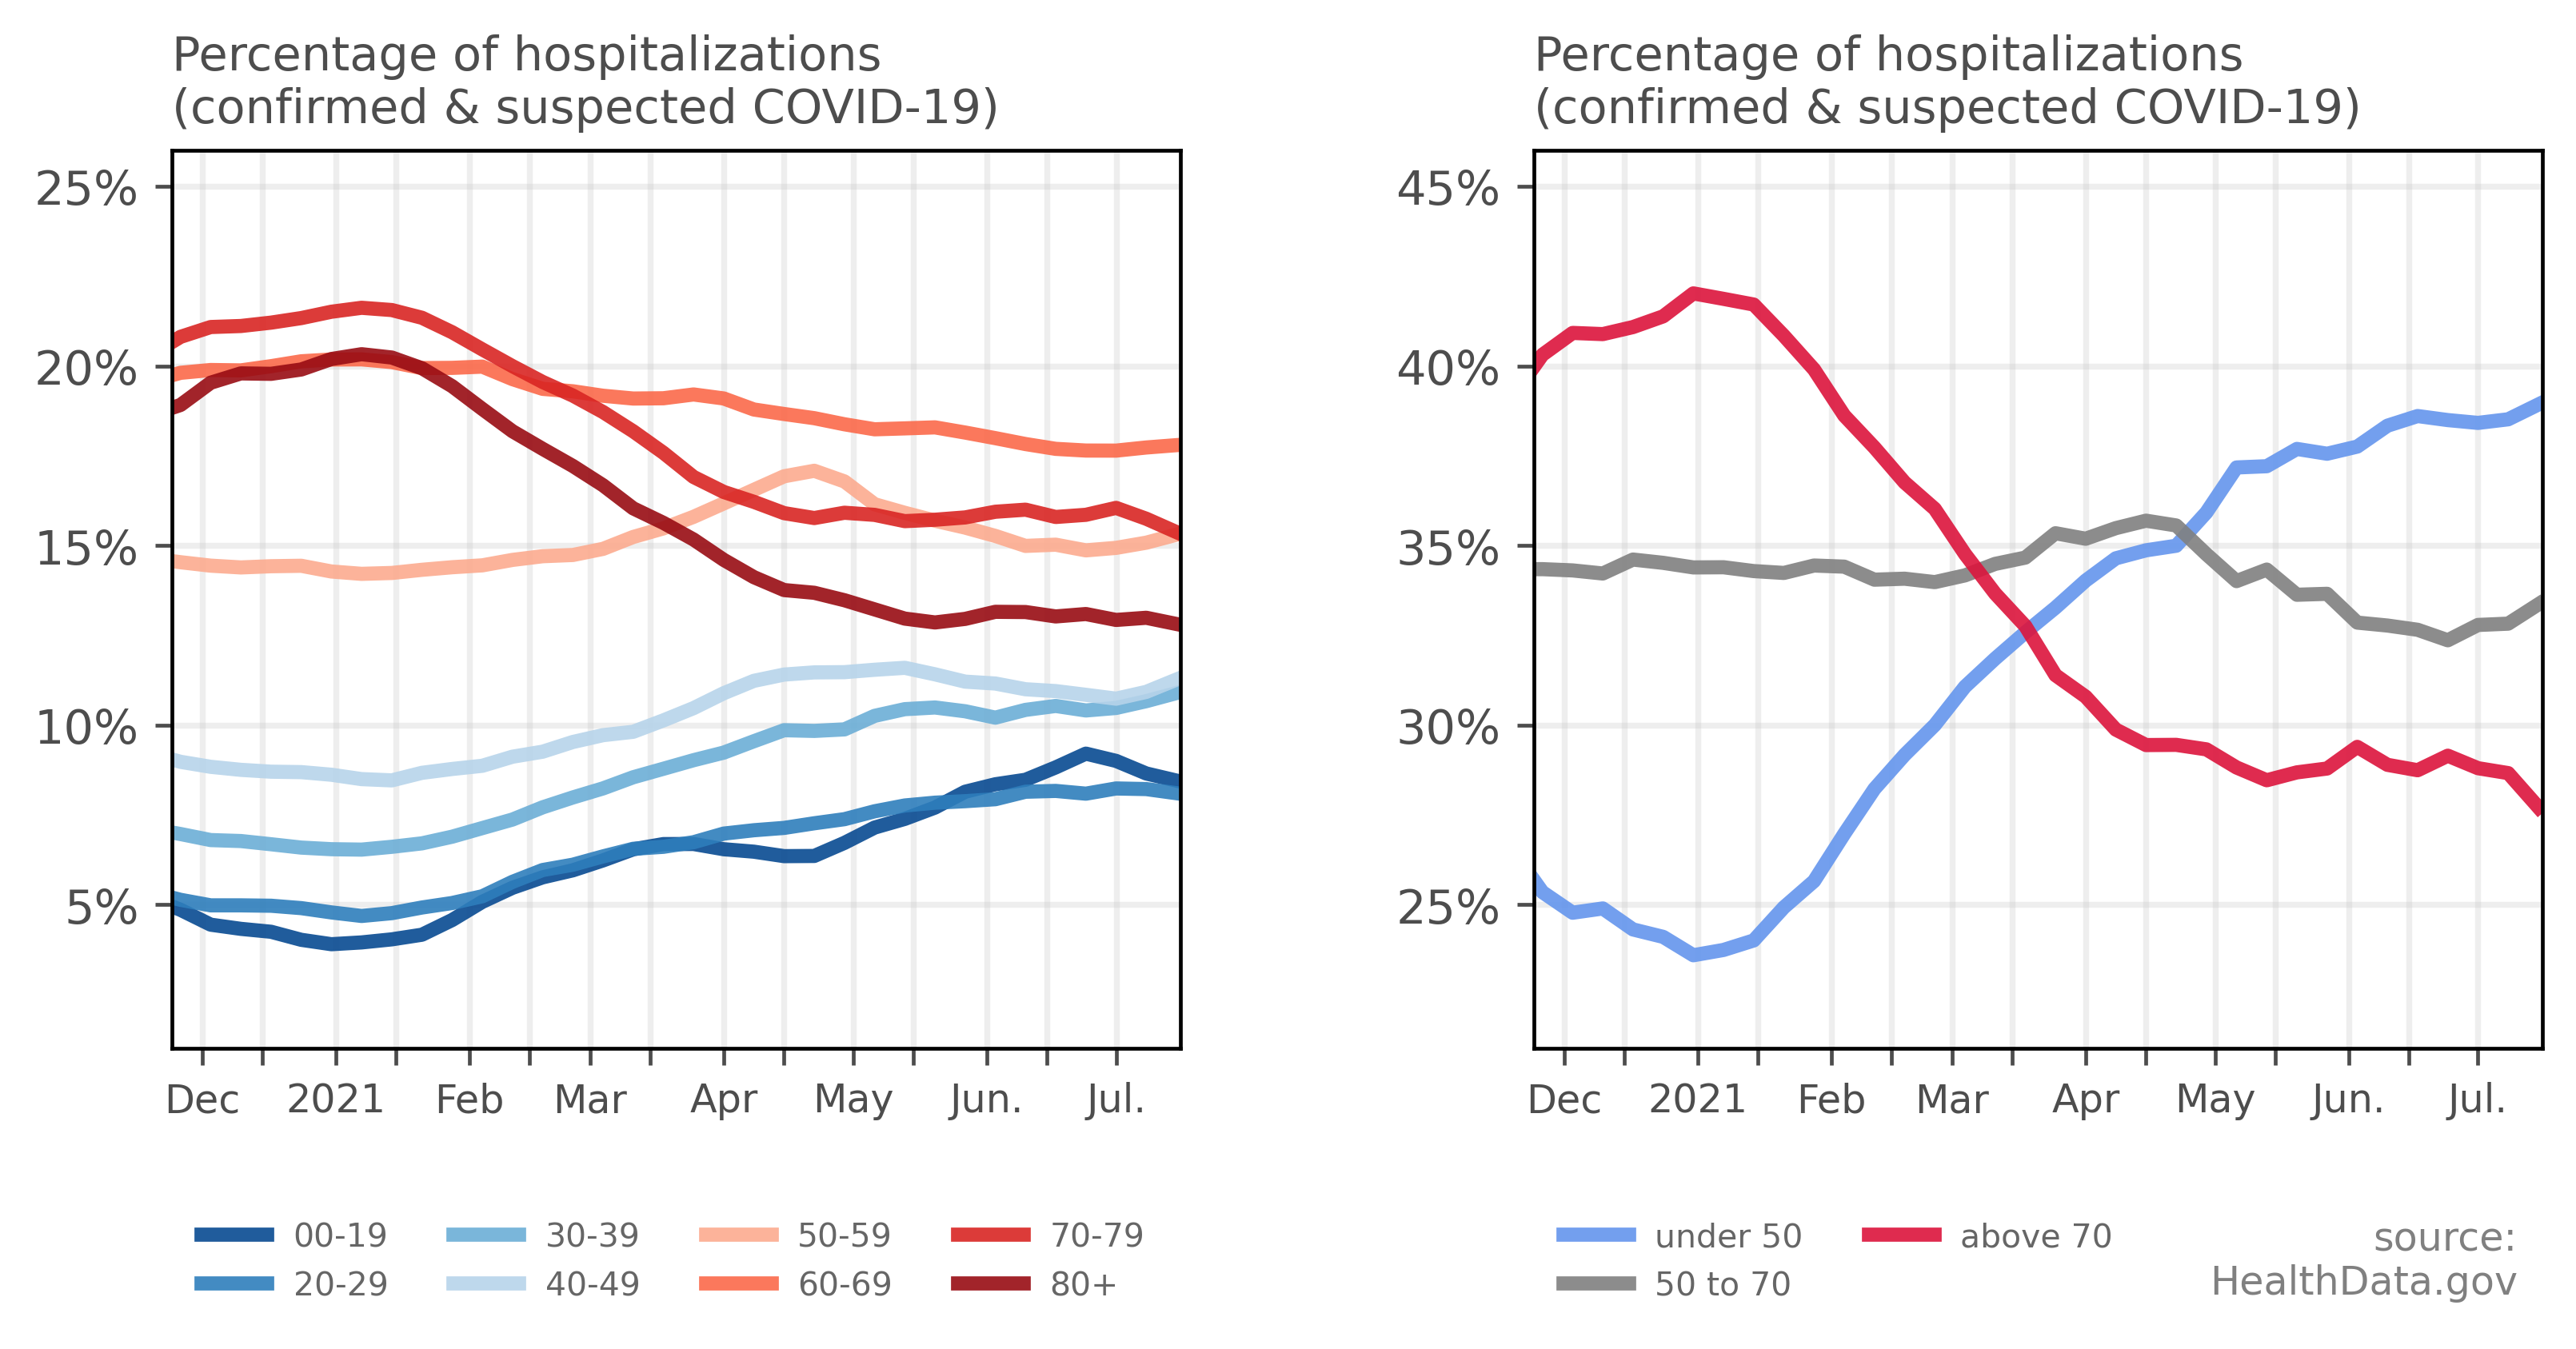 Percentage of hospitalizations
(confirmed & suspected COVID-19)
25%
20%
15%
10%
5%
Dec 2021 Feb Mar Apr May Jun. Jul.
00-19 30-39 50-59 70-79
20-29 40-49 60-69 80+
Percentage of hospitalizations
(confirmed & suspected COVID-19)
45%
40%
35%
30%
25%
Dec 2021 Feb Mar Apr May Jun. Jul.
under 50 above 70
50 to 70
source:
HealthData.gov